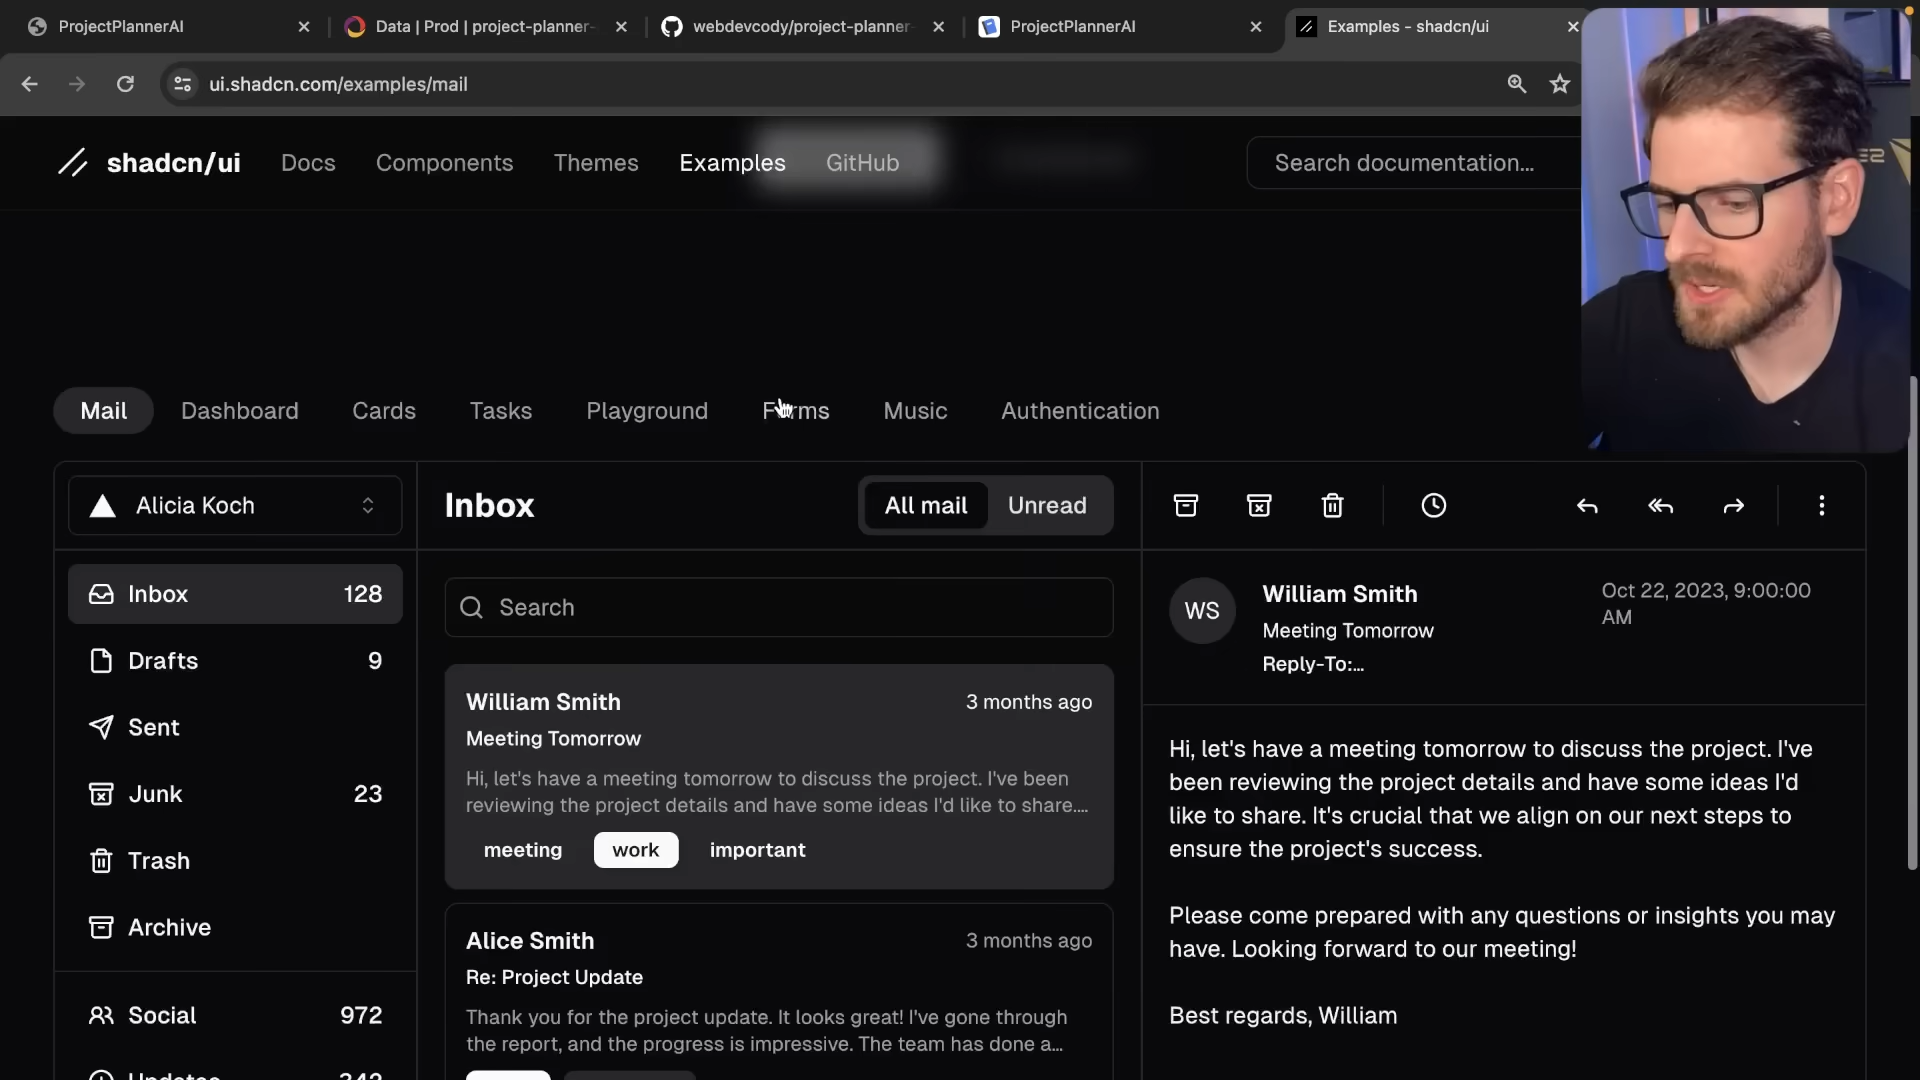 ProjectPlannerAI
Data | Prod | project-planner-
webdevcody/project-planner-
ProjectPlannerAI
Examples - shadcn/ui
ui.shadcn.com/examples/mail
shadcn/ui
Docs
Components
Themes
Examples
GitHub
Search documentation...
Mail
Dashboard
Cards
Tasks
Playground
Forms
Music
Authentication
Alicia Koch
Inbox 128
Drafts 9
Sent
Junk 23
Trash
Archive
Social 972
Updates 342
Inbox
All mail
Unread
Search
William Smith
3 months ago
Meeting Tomorrow
Hi, let's have a meeting tomorrow to discuss the project. I've been
reviewing the project details and have some ideas I'd like to share....
meeting
work
important
Alice Smith
3 months ago
Re: Project Update
Thank you for the project update. It looks great! I've gone through
the report, and the progress is impressive. The team has done a...
WS
William Smith
Meeting Tomorrow
Reply-To:...
Oct 22, 2023, 9:00:00
AM
Hi, let's have a meeting tomorrow to discuss the project. I've
been reviewing the project details and have some ideas I'd
like to share. It's crucial that we align on our next steps to
ensure the project's success.
Please come prepared with any questions or insights you may
have. Looking forward to our meeting!
Best regards, William